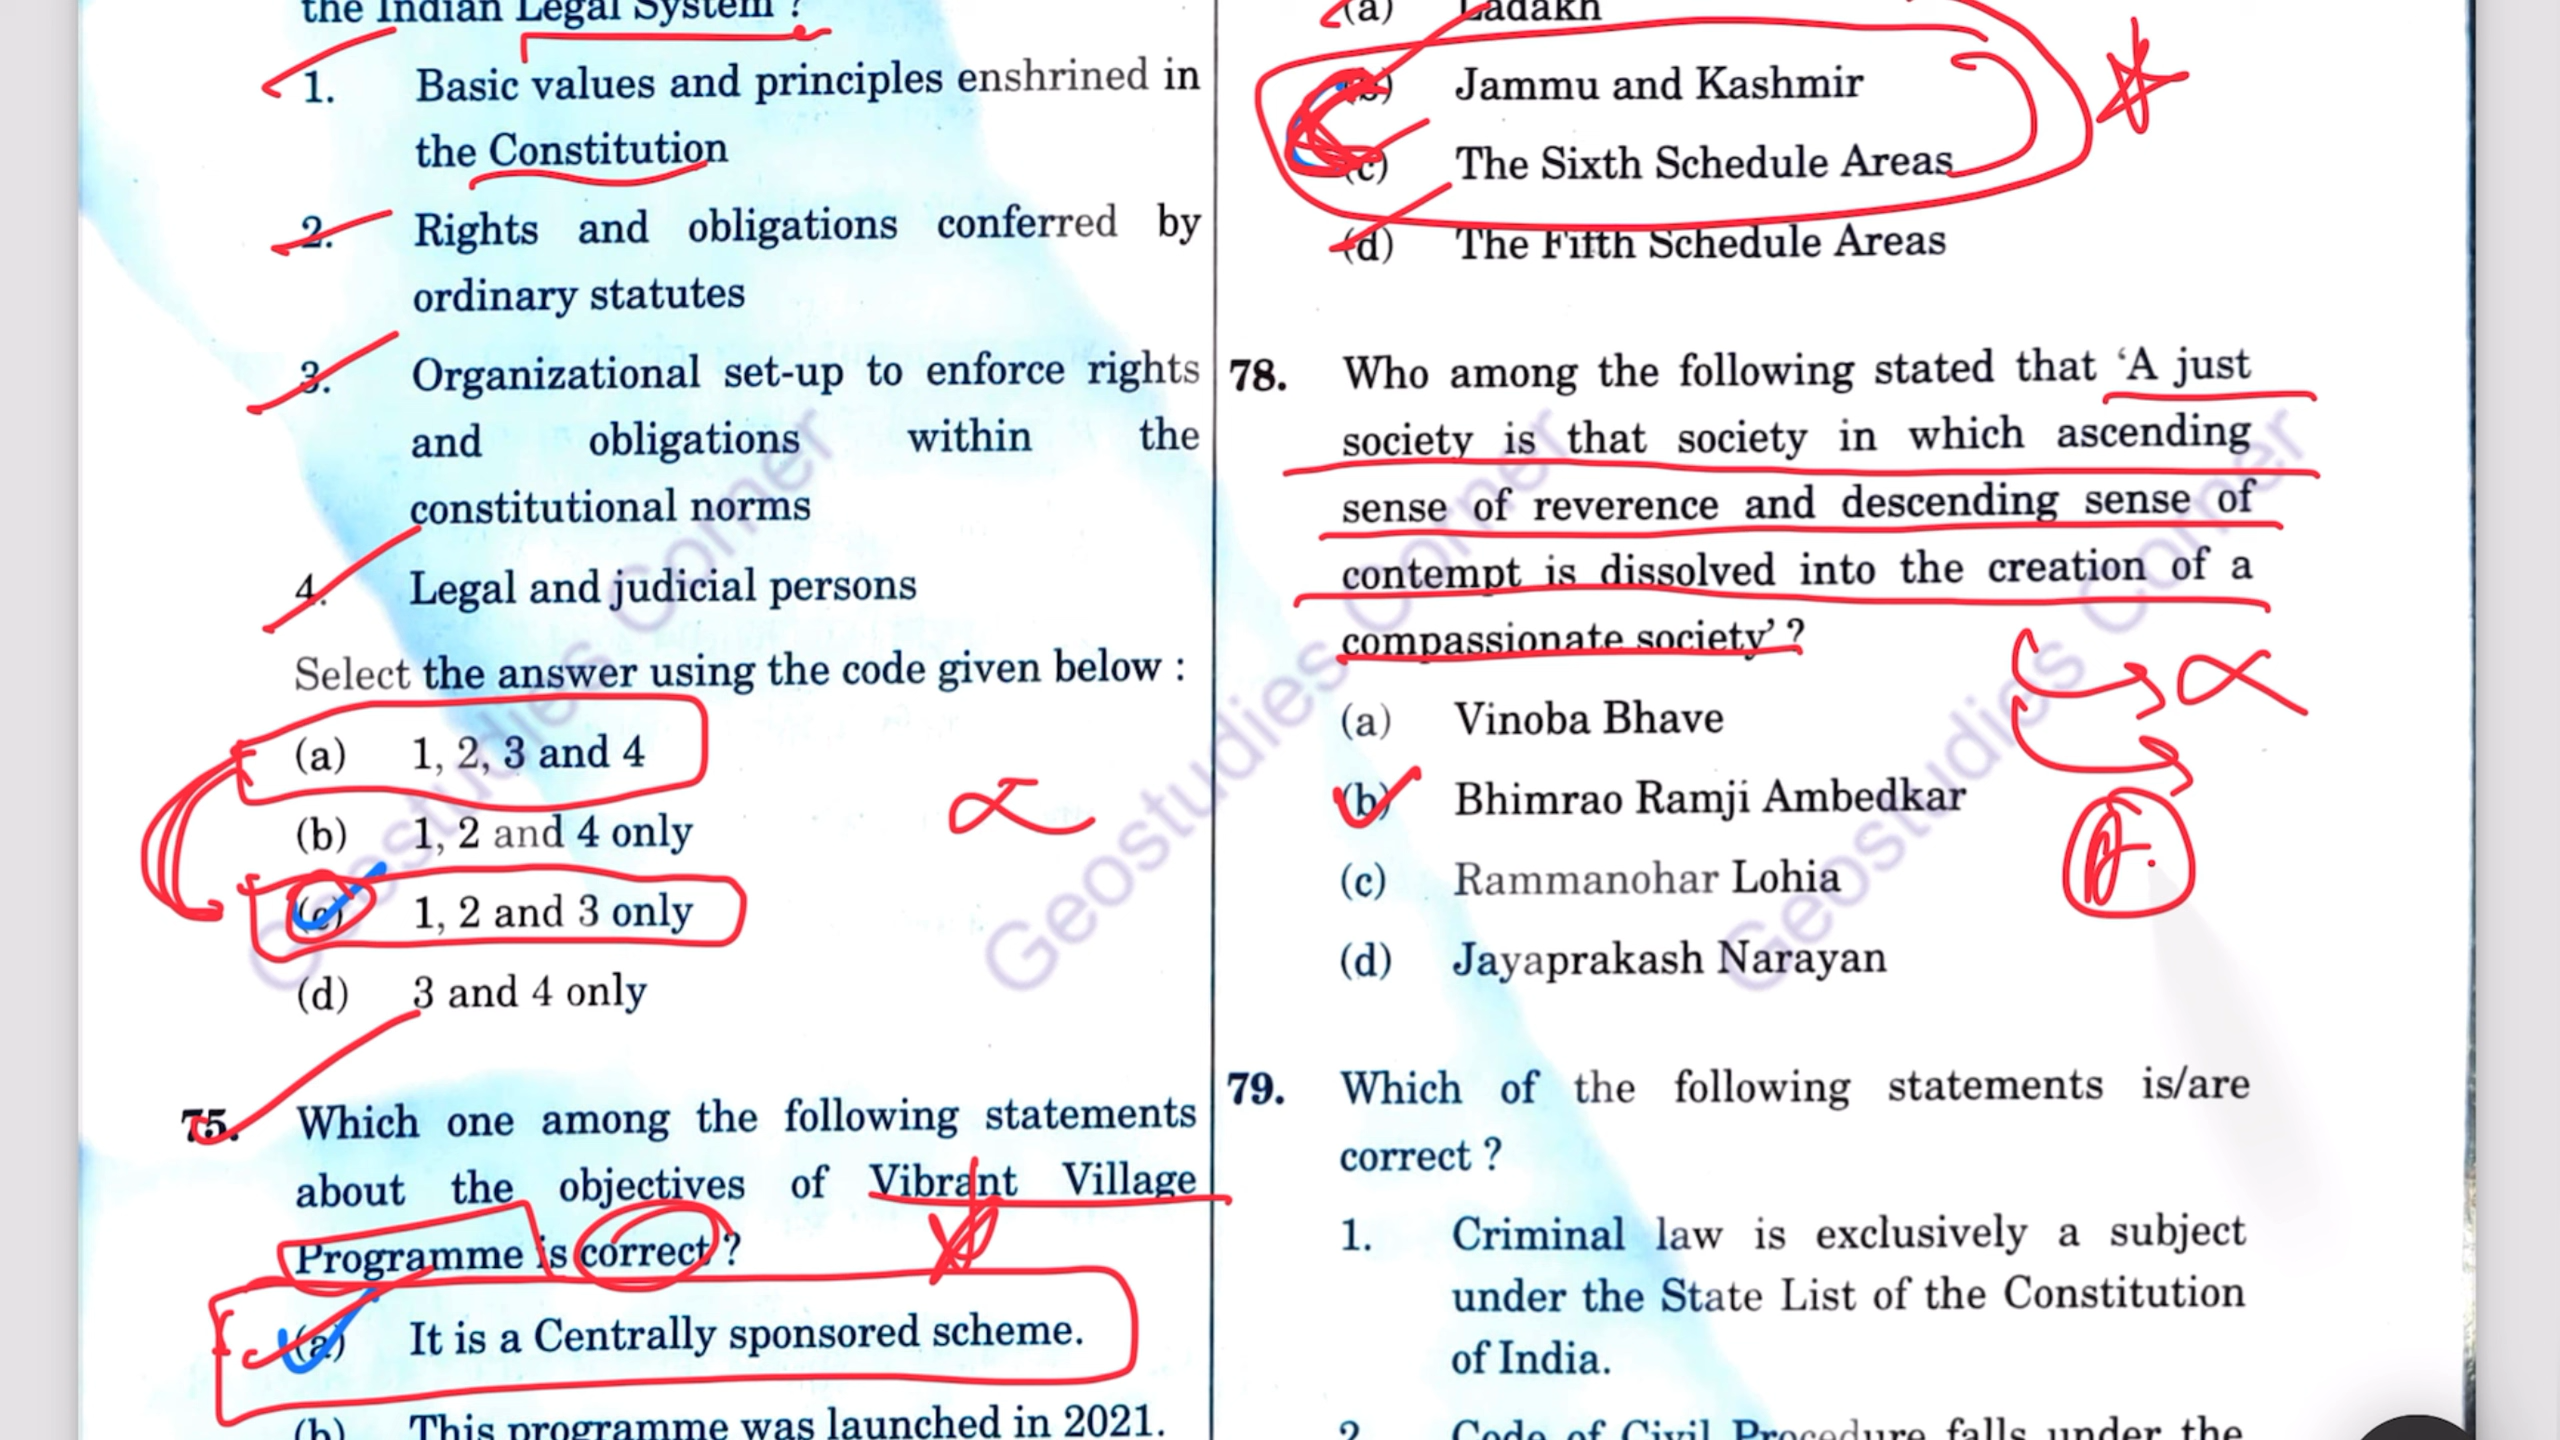 the Indian Legal System ?
1. Basic values and principles enshrined in
the Constitution
2. Rights and obligations conferred by
ordinary statutes
3. Organizational set-up to enforce rights
and obligations within the
constitutional norms
4. Legal and judicial persons
Select the answer using the code given below :
(a) 1, 2, 3 and 4
(b) 1, 2 and 4 only
(c) 1, 2 and 3 only
(d) 3 and 4 only
75. Which one among the following statements
about the objectives of Vibrant Village
Programme is correct ?
(a) It is a Centrally sponsored scheme.
(b) This programme was launched in 2021.
(a) Ladakh
(b) Jammu and Kashmir
(c) The Sixth Schedule Areas
(d) The Fifth Schedule Areas
78. Who among the following stated that ‘A just
society is that society in which ascending
sense of reverence and descending sense of
contempt is dissolved into the creation of a
compassionate society’ ?
(a) Vinoba Bhave
(b) Bhimrao Ramji Ambedkar
(c) Rammanohar Lohia
(d) Jayaprakash Narayan
79. Which of the following statements is/are
correct ?
1. Criminal law is exclusively a subject
under the State List of the Constitution
of India.
2. Code of Civil Procedure falls under the
Geostudies Corner
Geostudies Corner
Geostudies Corner